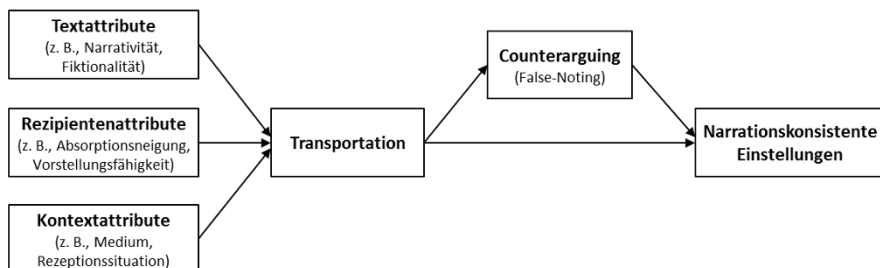 Textattribute
(z. B., Narrativität,
Fiktionalität)
Rezipientenattribute
(z. B., Absorptionsneigung,
Vorstellungsfähigkeit)
Kontextattribute
(z. B., Medium,
Rezeptionssituation)
Transportation
Counterarguing
(False-Noting)
Narrationskonsistente
Einstellungen